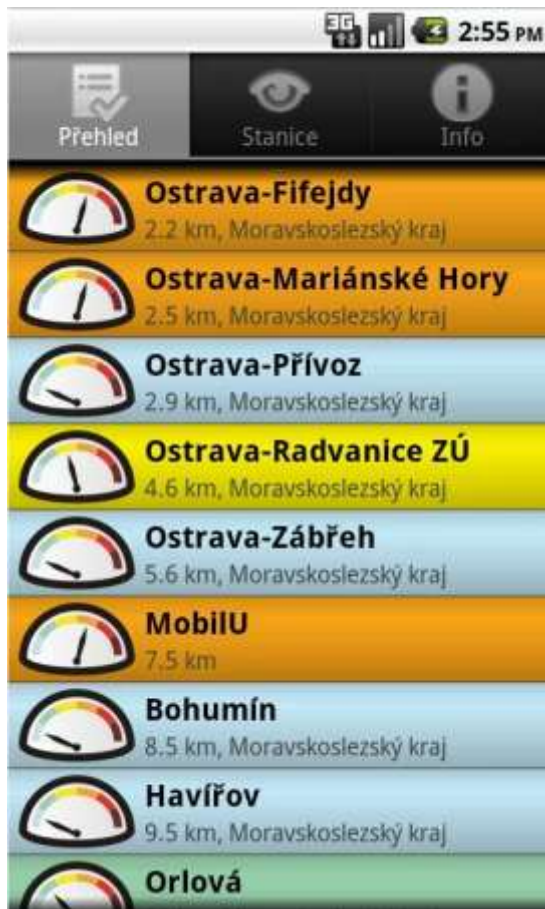 3G 2:55 PM
Přehled Stanice Info
Ostrava-Fifejdy
2.2 km, Moravskoslezský kraj
Ostrava-Mariánské Hory
2.5 km, Moravskoslezský kraj
Ostrava-Přívoz
2.9 km, Moravskoslezský kraj
Ostrava-Radvanice ZÚ
4.6 km, Moravskoslezský kraj
Ostrava-Zábřeh
5.6 km, Moravskoslezský kraj
MobilU
7.5 km
Bohumín
8.5 km, Moravskoslezský kraj
Havířov
9.5 km, Moravskoslezský kraj
Orlová